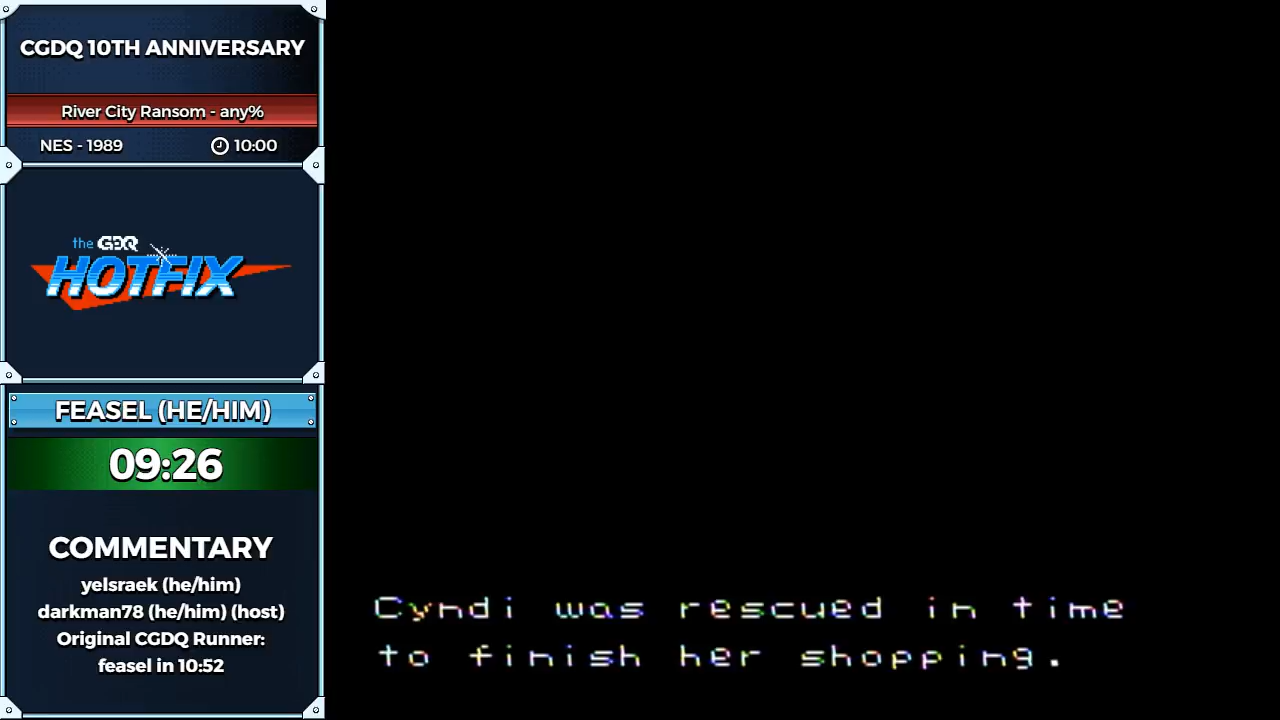 CGDQ 10TH ANNIVERSARY
River City Ransom - any%
NES - 1989 10:00
the GDQ
HOTFIX
FEASEL (HE/HIM)
09:26
COMMENTARY
yelsraek (he/him)
darkman78 (he/him) (host)
Original CGDQ Runner:
feasel in 10:52
Cyndi was rescued in time
to finish her shopping.